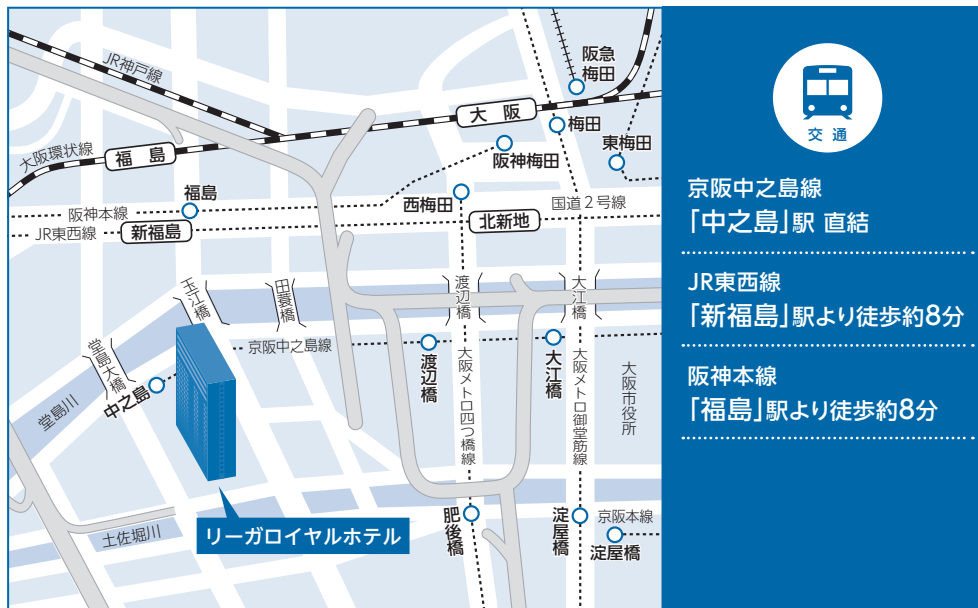 JR神戸線
阪急
梅田
大阪
梅田
東梅田
大阪環状線
福島
阪神梅田
福島
西梅田
国道2号線
阪神本線
JR東西線
新福島
北新地
玉江橋
田蓑橋
渡辺橋
大江橋
堂島大橋
京阪中之島線
渡辺橋
大江橋
中之島
堂島川
大阪メトロ四つ橋線
大阪メトロ御堂筋線
大阪市役所
土佐堀川
リーガロイヤルホテル
肥後橋
淀屋橋
京阪本線
淀屋橋
交通
京阪中之島線
「中之島」駅 直結
JR東西線
「新福島」駅より徒歩約8分
阪神本線
「福島」駅より徒歩約8分